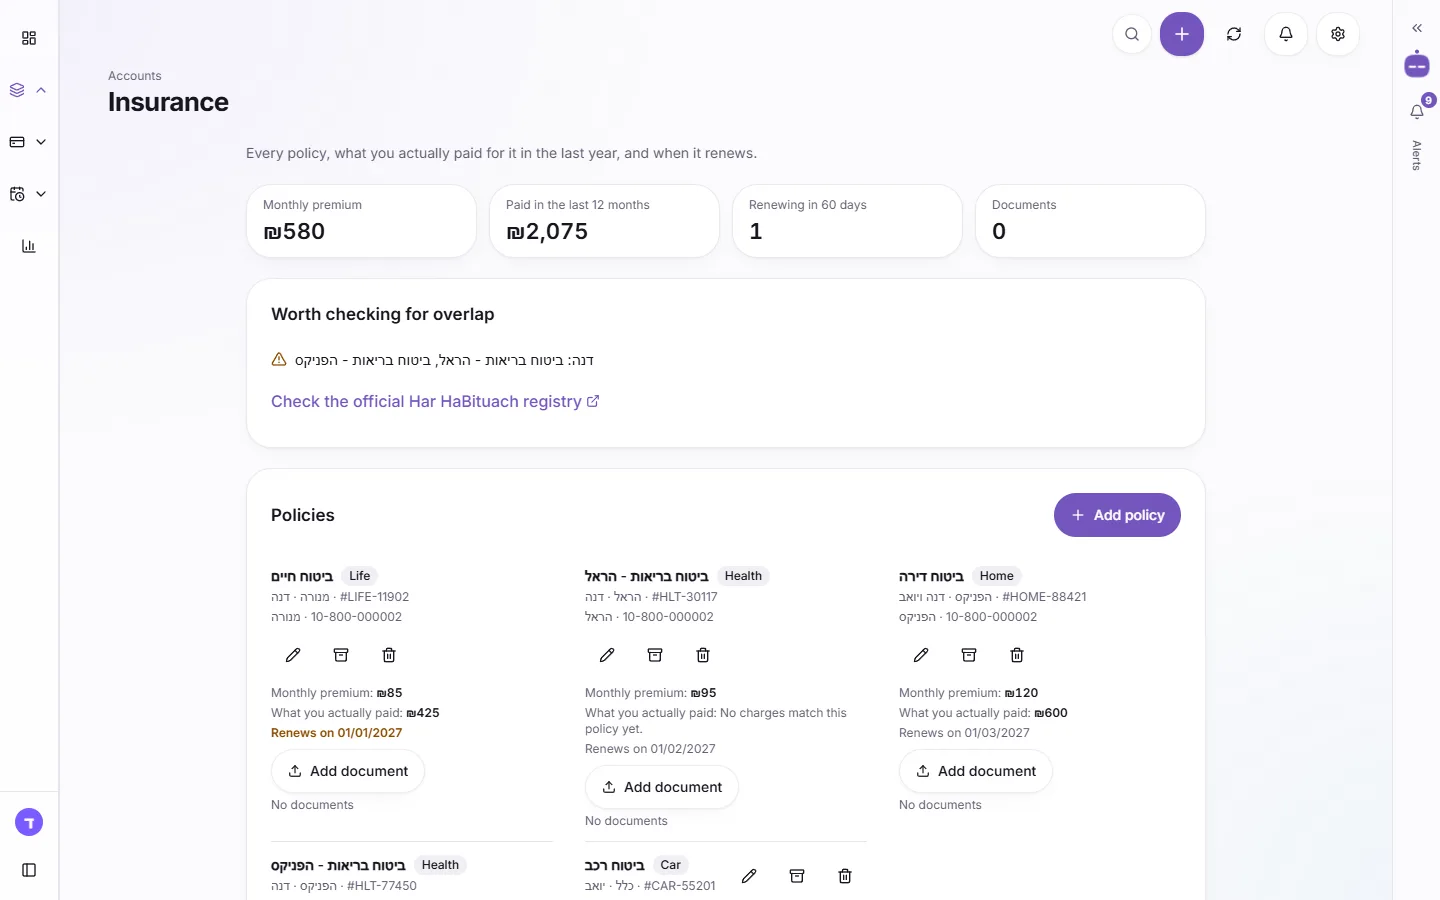 Accounts
Insurance
9
Alerts
Every policy, what you actually paid for it in the last year, and when it renews.
Monthly premium
₪580
Paid in the last 12 months
₪2,075
Renewing in 60 days
1
Documents
0
Worth checking for overlap
דנה: ביטוח בריאות - הראל, ביטוח בריאות - הפניקס
Check the official Har HaBituach registry
Policies
Add policy
ביטוח חיים Life
דנה · מנורה · #LIFE-11902
מנורה · 10-800-000002
Monthly premium: ₪85
What you actually paid: ₪425
Renews on 01/01/2027
Add document
No documents
ביטוח בריאות - הראל Health
דנה · הראל · #HLT-30117
הראל · 10-800-000002
Monthly premium: ₪95
What you actually paid: No charges match this
policy yet.
Renews on 01/02/2027
Add document
No documents
ביטוח דירה Home
דנה ויואב · הפניקס · #HOME-88421
הפניקס · 10-800-000002
Monthly premium: ₪120
What you actually paid: ₪600
Renews on 01/03/2027
Add document
No documents
ביטוח בריאות - הפניקס Health
דנה · הפניקס · #HLT-77450
ביטוח רכב Car
יואב · כלל · #CAR-55201
ד